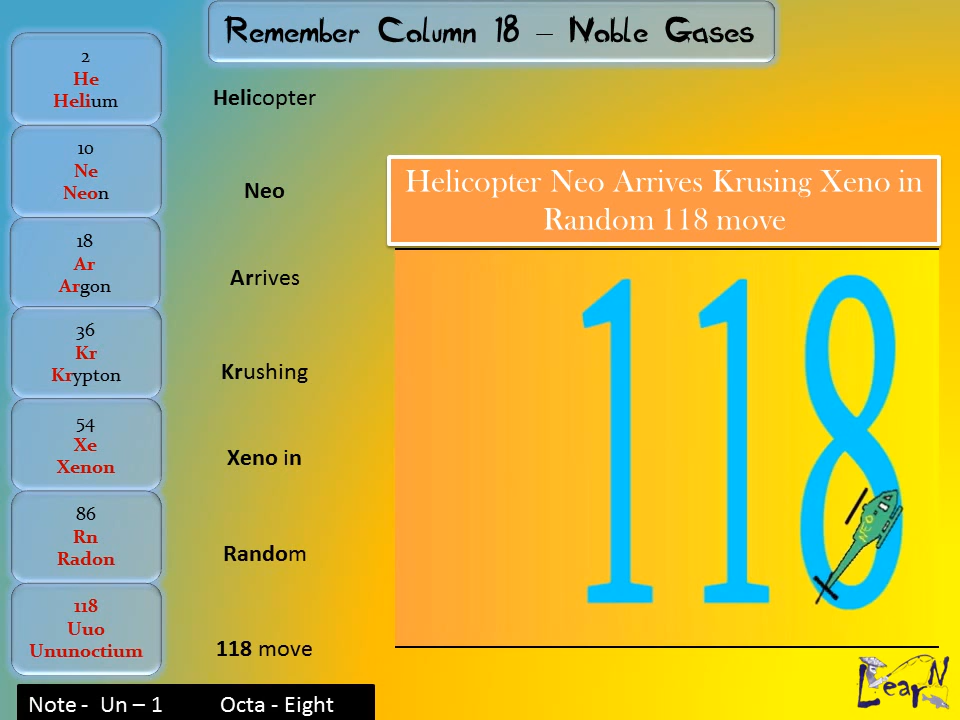 Remember Column 18 – Noble Gases
2
He
Helium
Helicopter
10
Ne
Neon
Neo
18
Ar
Argon
Arrives
36
Kr
Krypton
Krushing
54
Xe
Xenon
Xeno in
86
Rn
Radon
Random
118
Uuo
Ununoctium
118 move
Helicopter Neo Arrives Krusing Xeno in
Random 118 move
118
NEO
LearN
Note - Un – 1 Octa - Eight